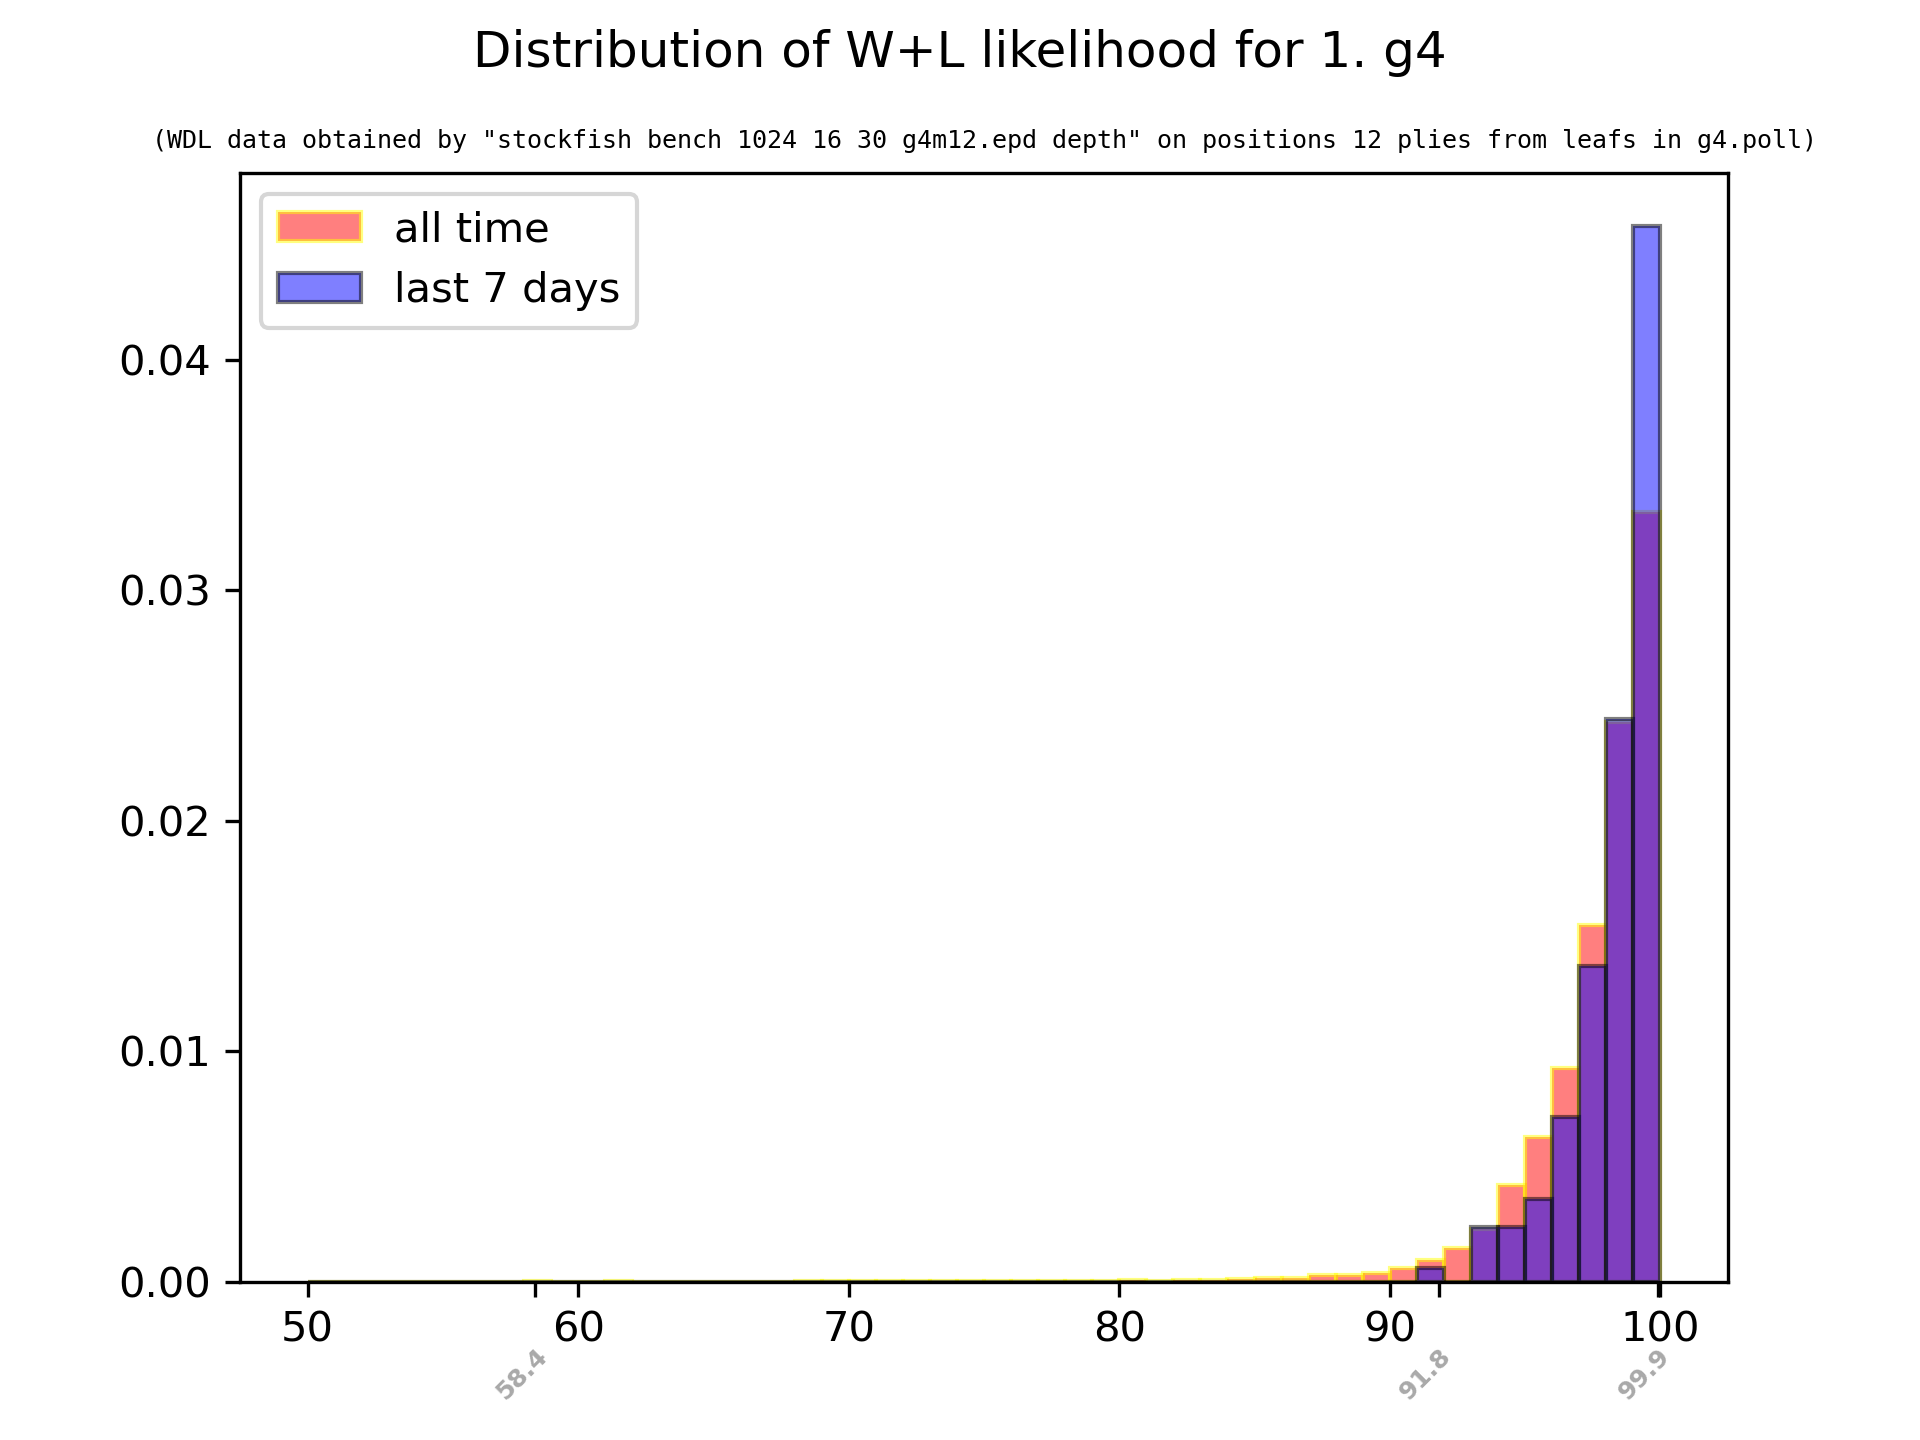 Distribution of W+L likelihood for 1. g4
(WDL data obtained by "stockfish bench 1024 16 30 g4m12.epd depth" on positions 12 plies from leafs in g4.poll)
all time
last 7 days
0.04
0.03
0.02
0.01
0.00
50 60 70 80 90 100
58.4 91.8 99.9